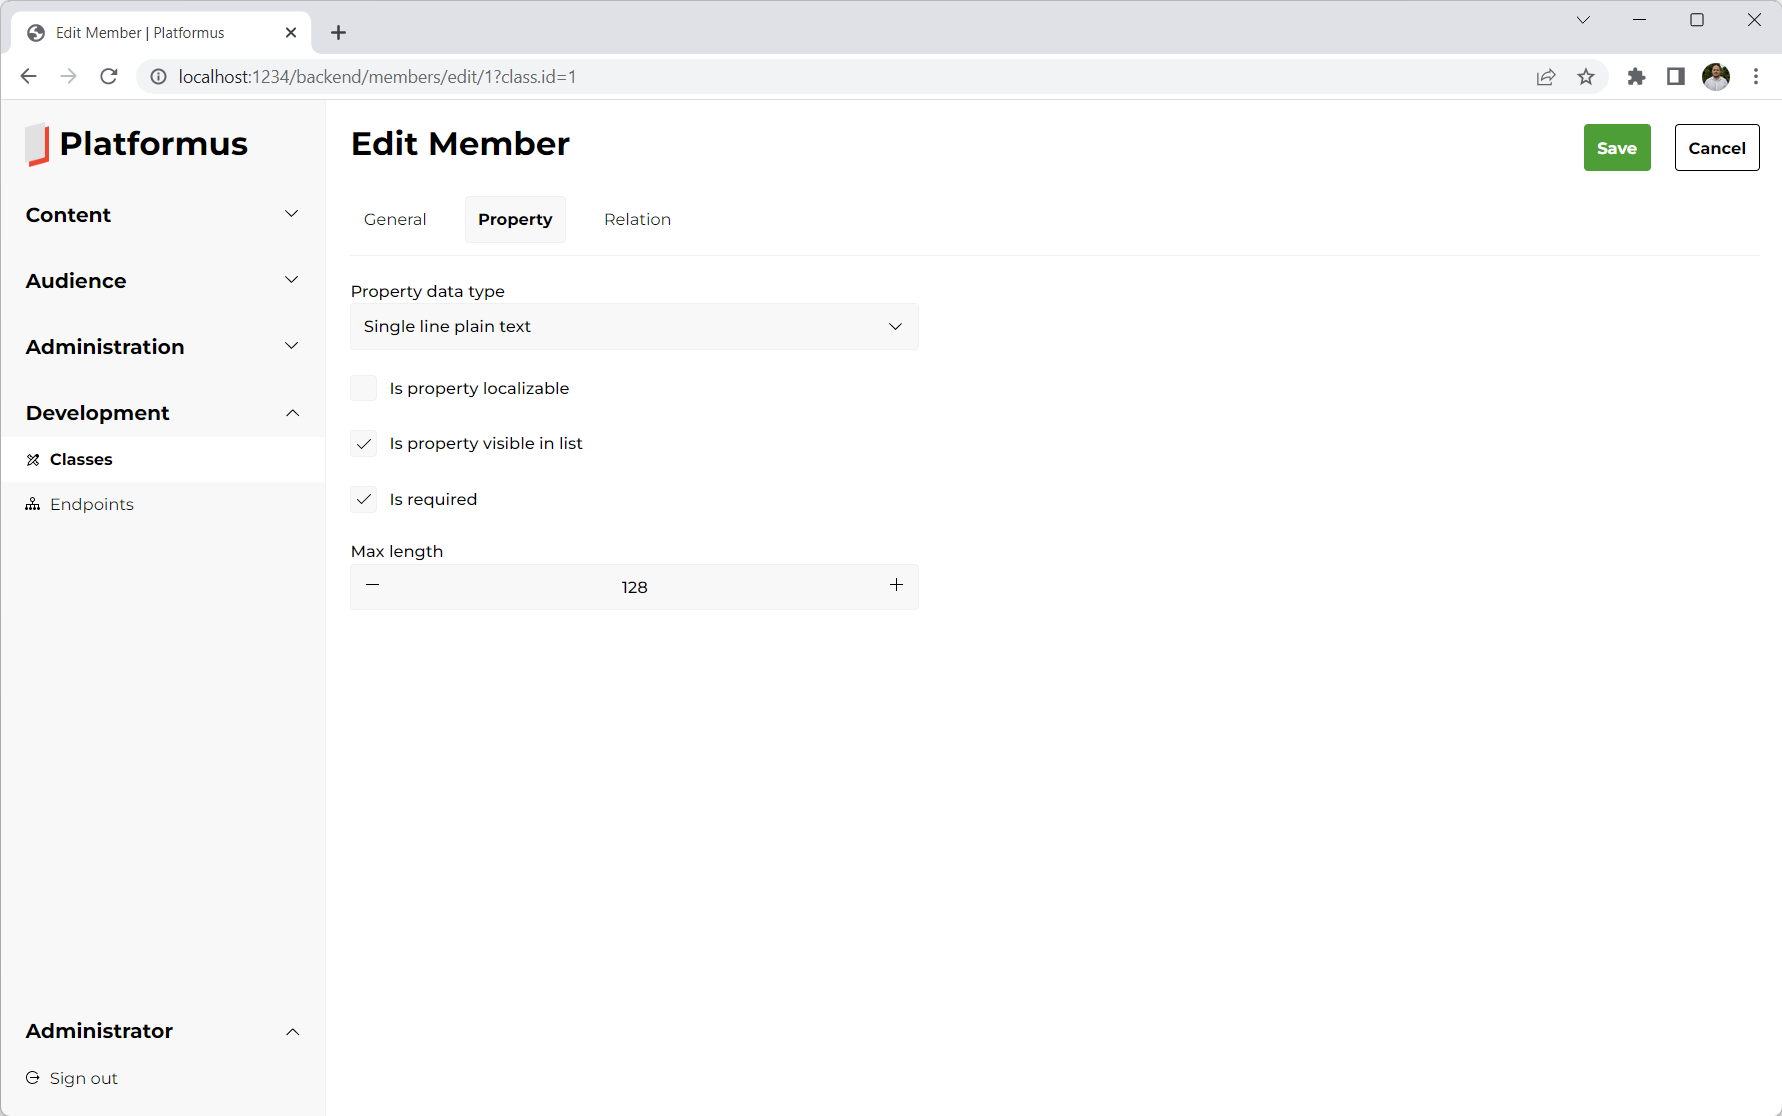 Edit Member | Platformus
localhost:1234/backend/members/edit/1?class.id=1
Platformus
Content
Audience
Administration
Development
Classes
Endpoints
Administrator
Sign out
Edit Member
Save
Cancel
General
Property
Relation
Property data type
Single line plain text
Is property localizable
Is property visible in list
Is required
Max length
128